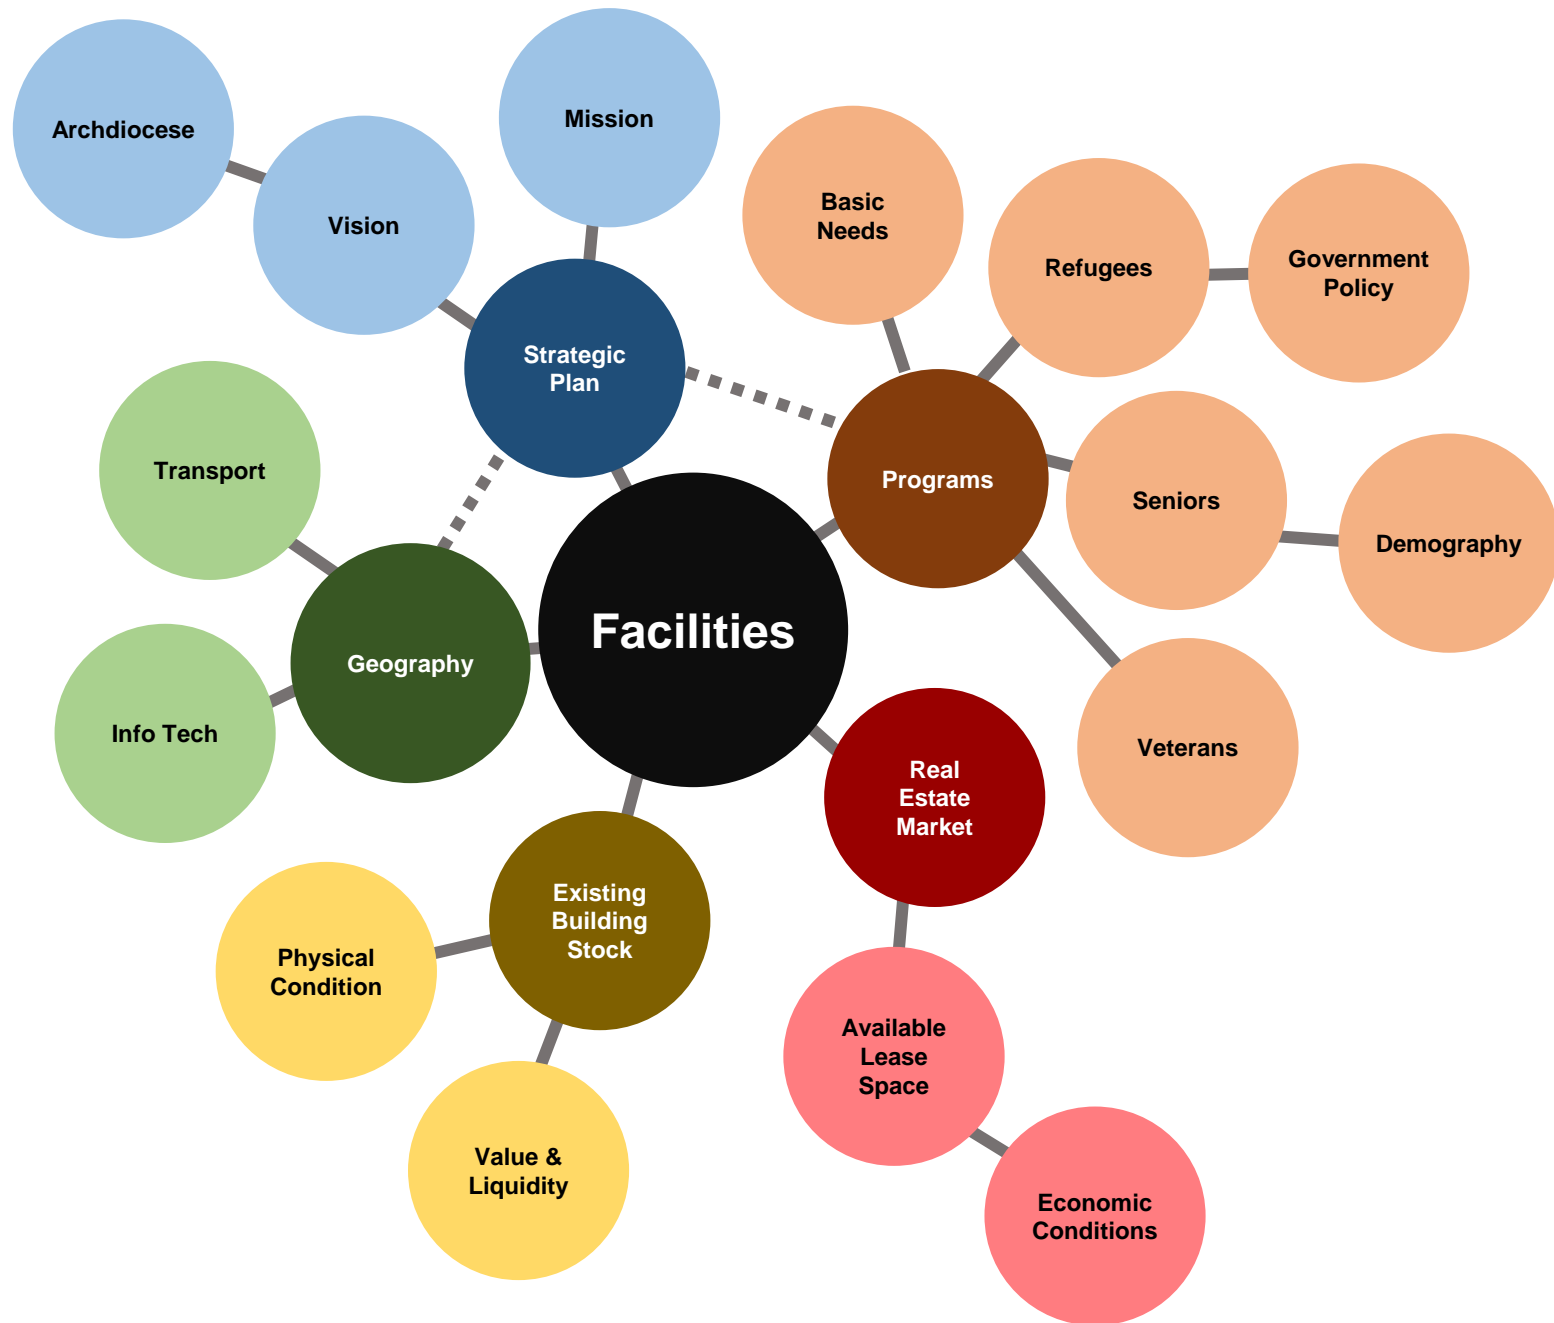 Archdiocese
Mission
Vision
Basic
Needs
Refugees
Government
Policy
Strategic
Plan
Transport
Programs
Seniors
Demography
Facilities
Geography
Info Tech
Veterans
Real
Estate
Market
Existing
Building
Stock
Physical
Condition
Available
Lease
Space
Value &
Liquidity
Economic
Conditions